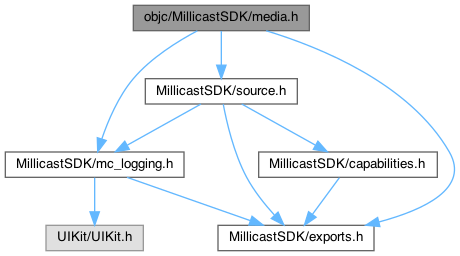 objc/MillicastSDK/media.h
MillicastSDK/source.h
MillicastSDK/mc_logging.h
MillicastSDK/capabilities.h
UIKit/UIKit.h
MillicastSDK/exports.h